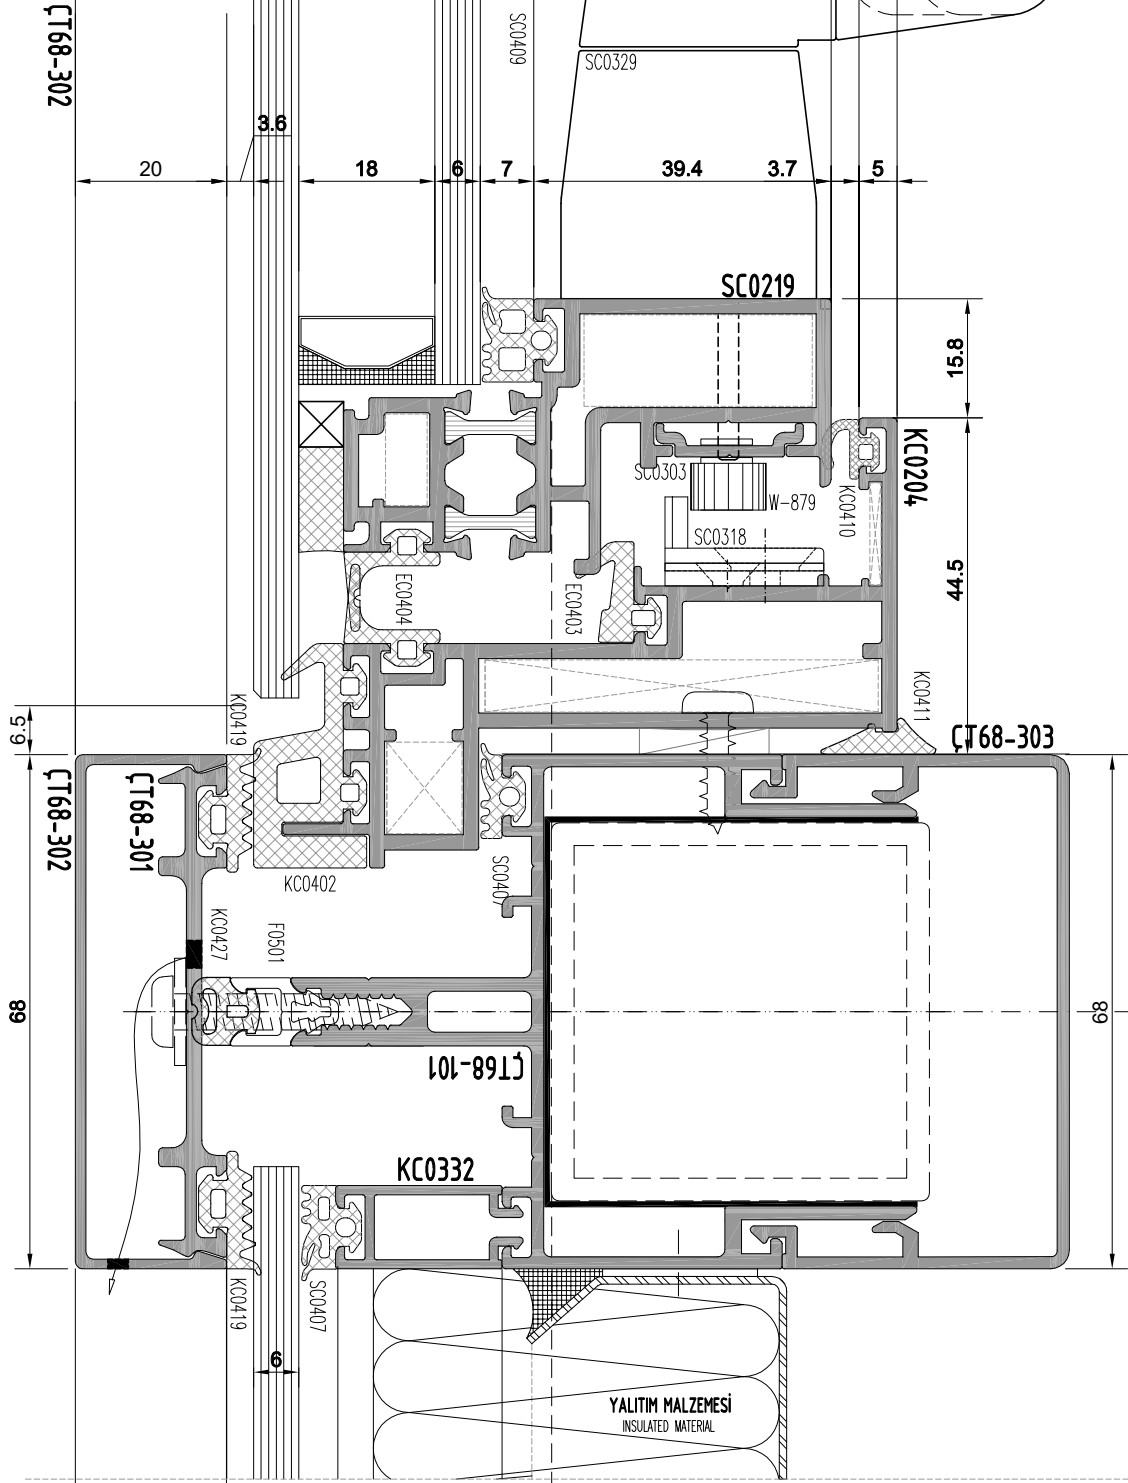 ÇT68-302
SC0409
SC0329
3.6
20
18
6
7
39.4
3.7
5
SC0219
15.8
KC0204
SC0303
W-879
KC0410
SC0318
44.5
EC0404
EC0403
KC0411
6.5
KC0419
ÇT68-303
ÇT68-302
ÇT68-301
KC0402
SC0407
KC0427
F0501
68
89
ÇT68-101
KC0332
KC0419
SC0407
6
YALITIM MALZEMESİ
INSULATED MATERIAL